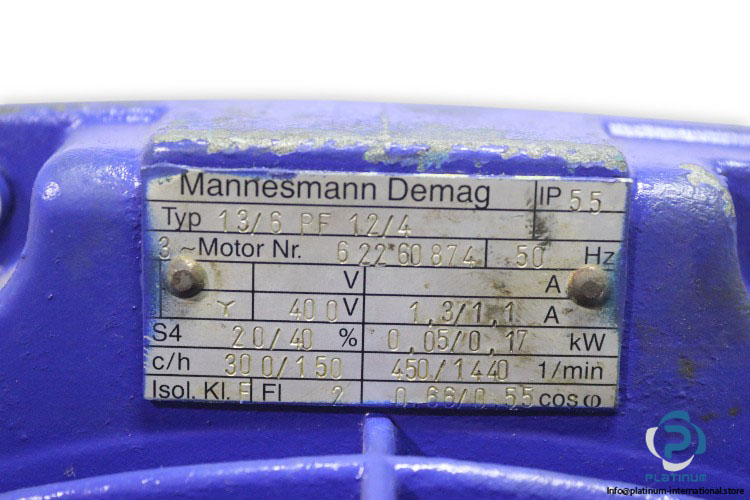 Mannesmann Demag IP 55
Typ 13/6 PF 12/4
3 ~Motor Nr. 622 60 874 50 Hz
V A
Y 400 V 1,3/1,1 A
S4 20/40 % 0,05/0,17 kW
c/h 300/150 450/1440 1/min
Isol. Kl. F Fl 2 0.66/0.55 cos φ
PLATINUM
info@platinum-international.store